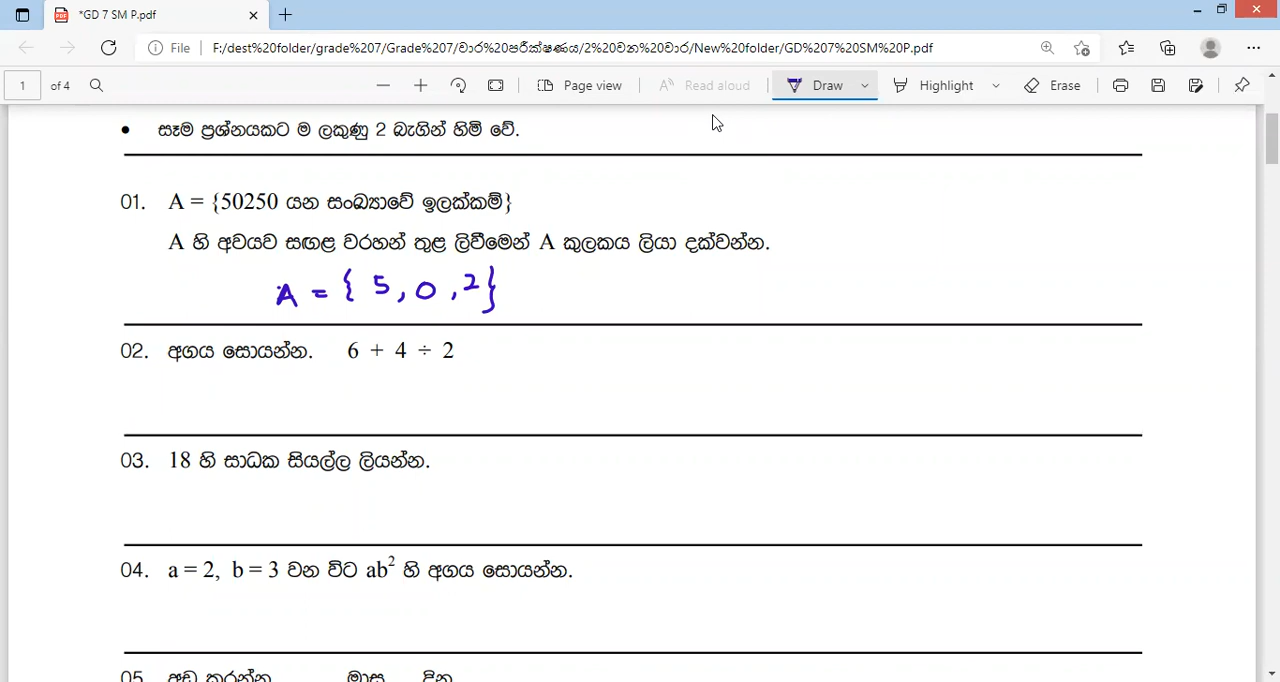 *GD 7 SM P.pdf
File F:/dest%20folder/grade%207/Grade%207/වාර%20පරීක්ෂණය/2%20වන%20වාර/New%20folder/GD%207%20SM%20P.pdf
1 of 4 Page view Read aloud Draw Highlight Erase
• සෑම ප්‍රශ්නයකට ම ලකුණු 2 බැගින් හිමි වේ.
01. A = {50250 යන සංඛ්‍යාවේ ඉලක්කම්}
A හි අවයව සඟළ වරහන් තුළ ලිවීමෙන් A කුලකය ලියා දක්වන්න.
A = { 5, 0 , 2}
02. අගය සොයන්න. 6 + 4 ÷ 2
03. 18 හි සාධක සියල්ල ලියන්න.
04. a = 2, b = 3 වන විට ab² හි අගය සොයන්න.
05 අඩු කරන්න මාස දින